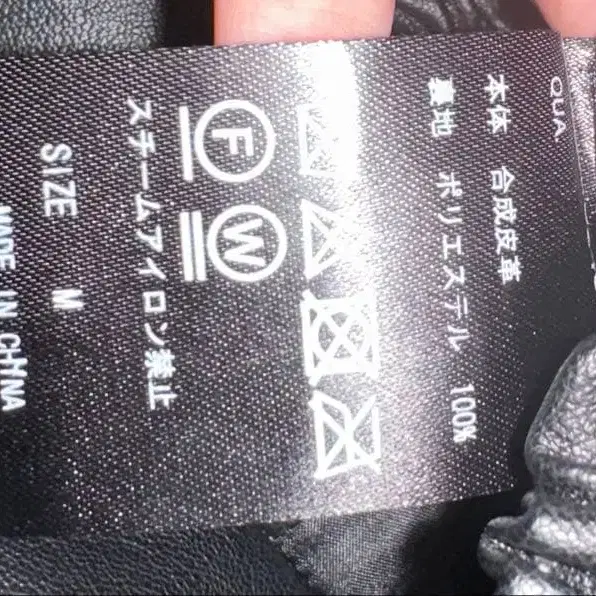 QUA
本体 合成皮革
裏地 ポリエステル 100%
F W
スチームアイロン禁止
SIZE M
MADE IN CHINA